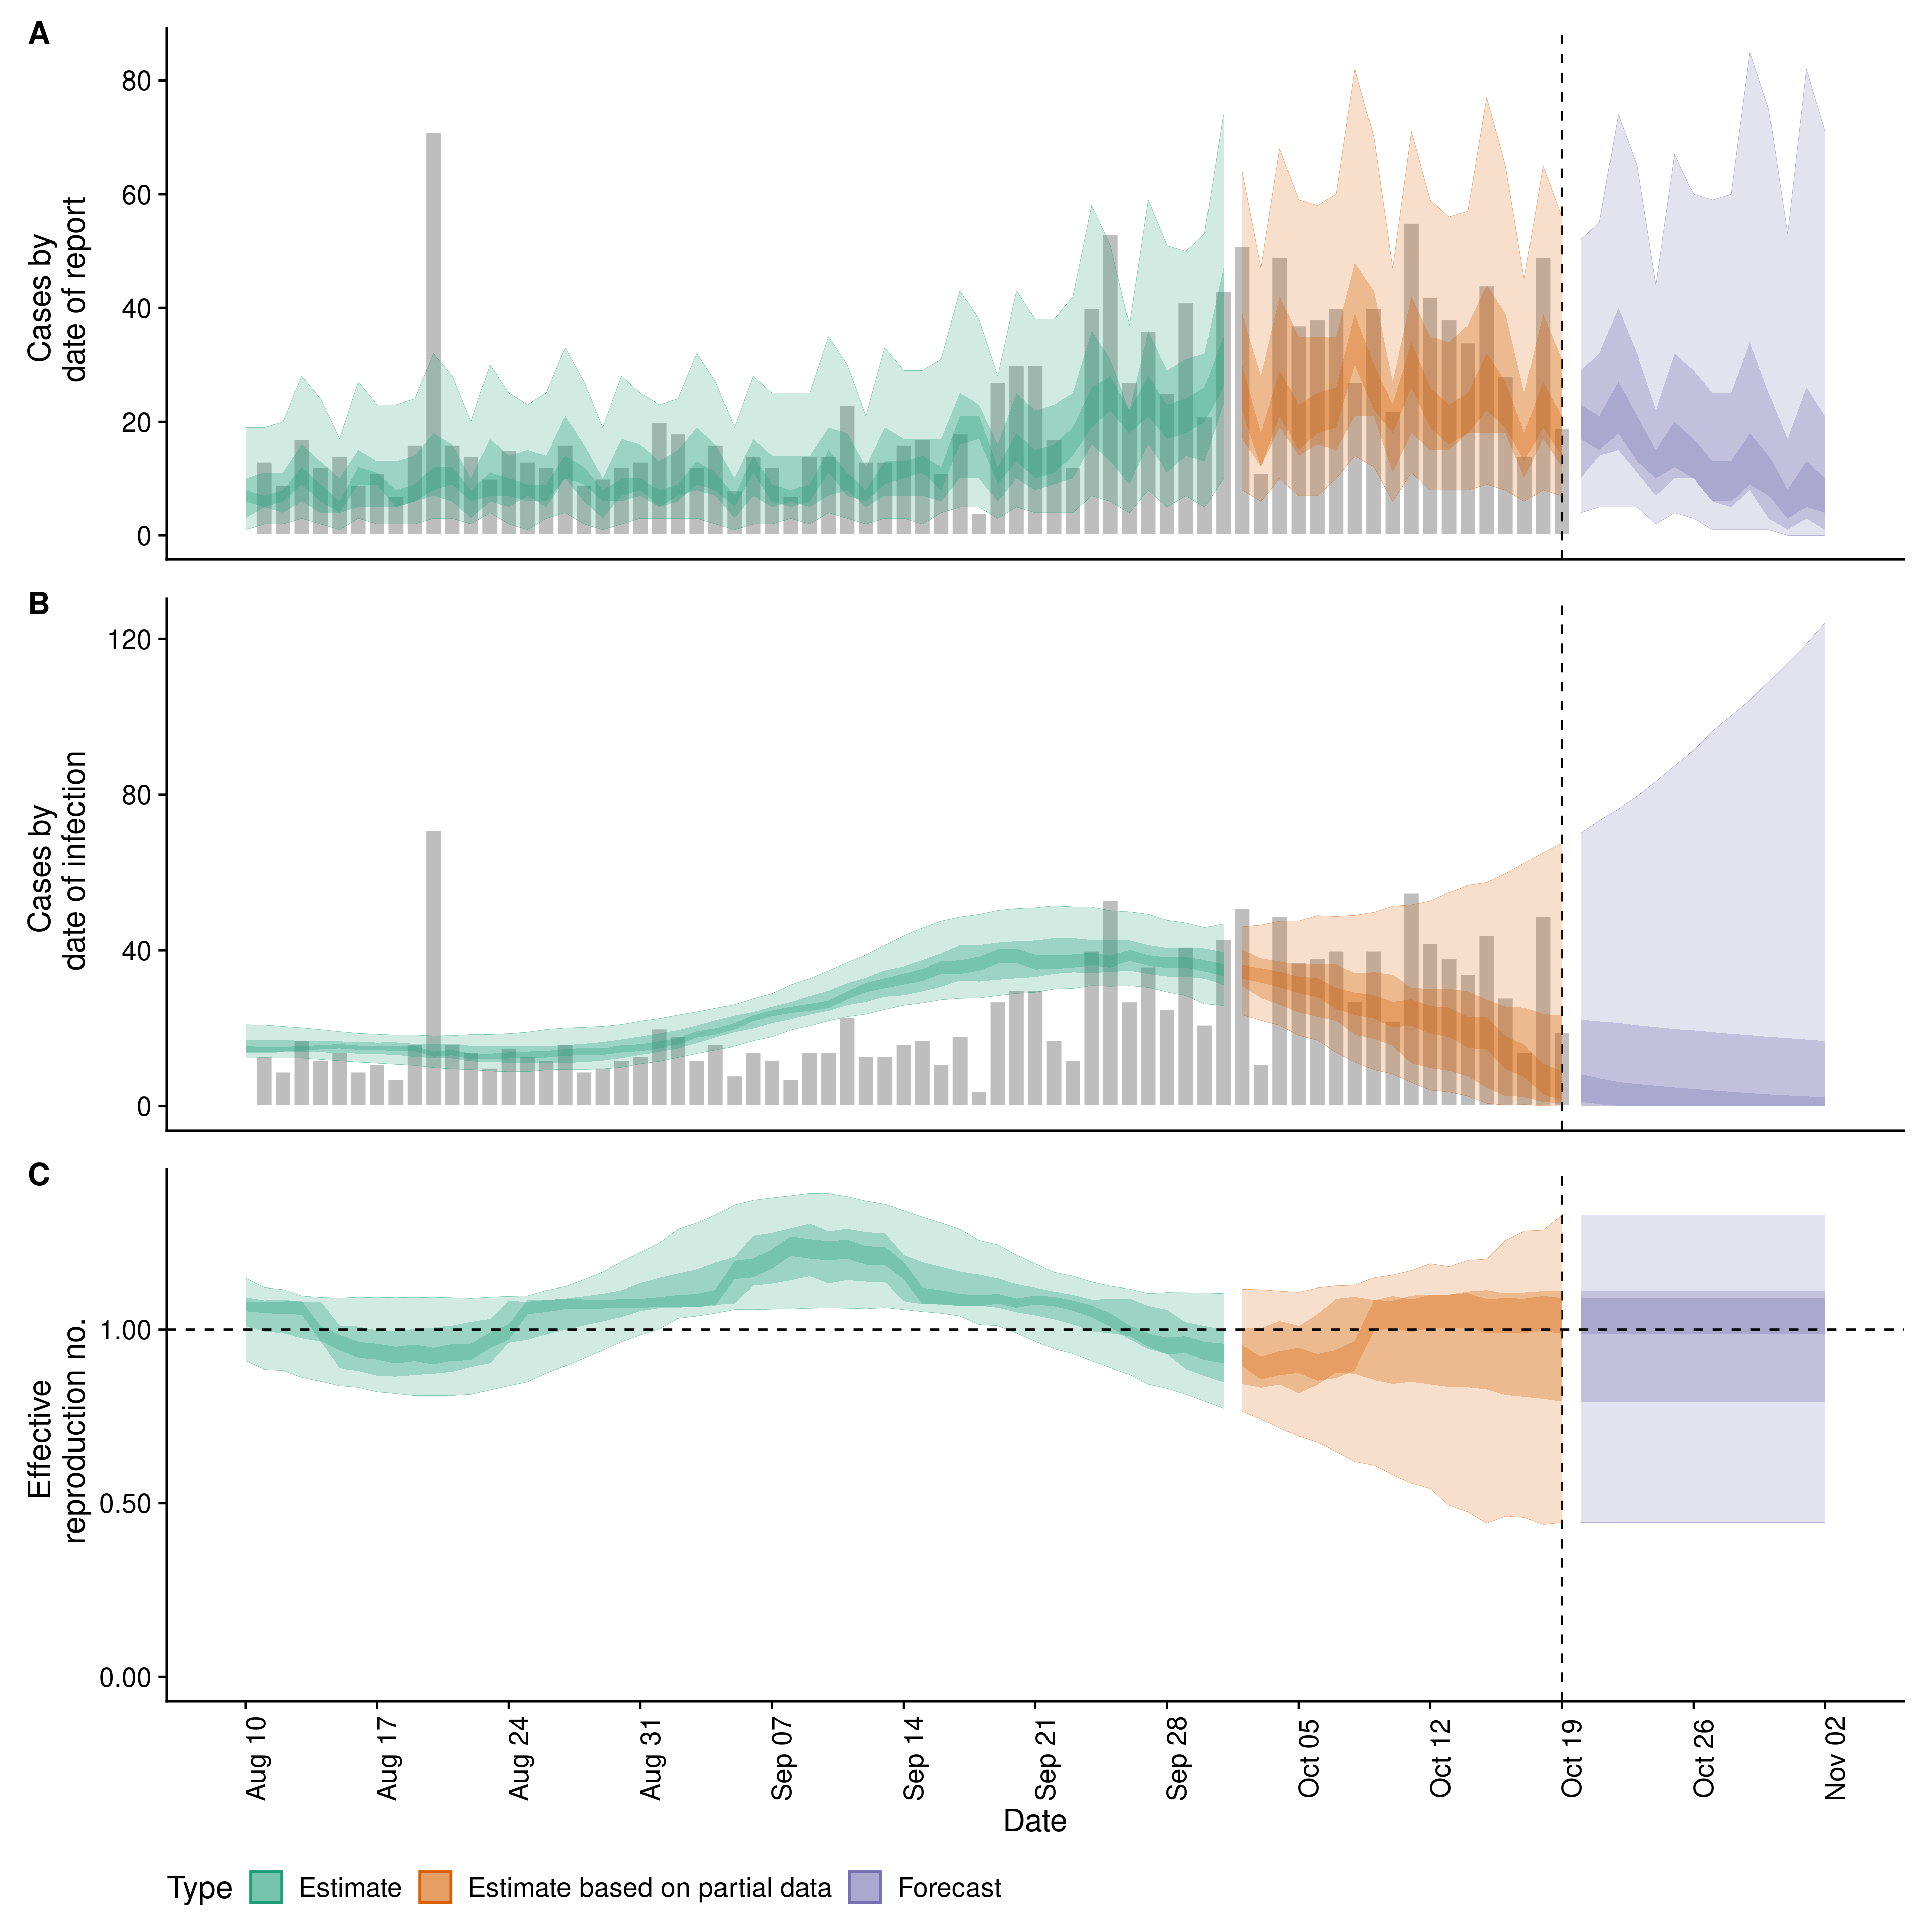 A
80
60
40
20
0
Cases by
date of report
B
120
80
40
0
Cases by
date of infection
C
1.00
0.50
0.00
Effective
reproduction no.
Aug 10
Aug 17
Aug 24
Aug 31
Sep 07
Sep 14
Sep 21
Sep 28
Oct 05
Oct 12
Oct 19
Oct 26
Nov 02
Date
Type Estimate Estimate based on partial data Forecast